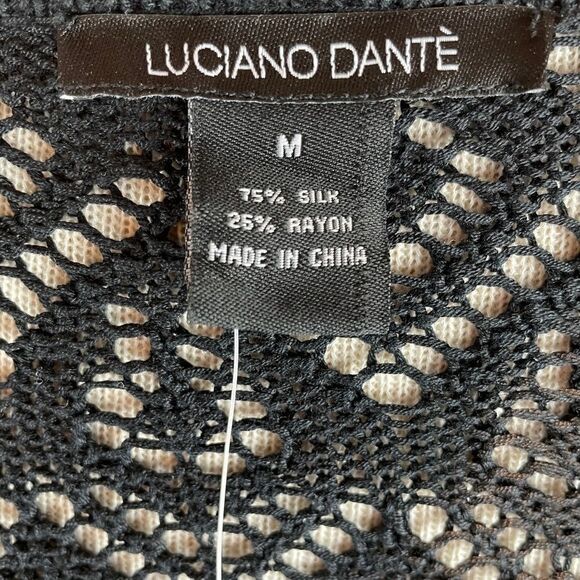 LUCIANO DANTÈ
M
75% SILK
25% RAYON
MADE IN CHINA